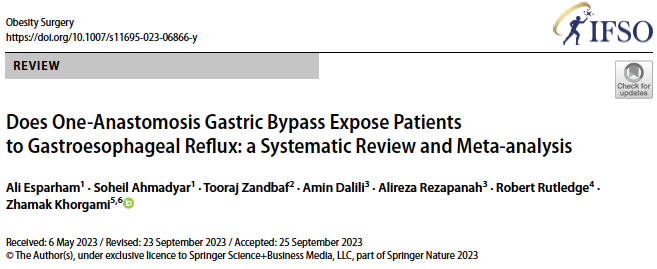 Obesity Surgery
https://doi.org/10.1007/s11695-023-06866-y
IFSO
REVIEW
Check for
updates
Does One-Anastomosis Gastric Bypass Expose Patients
to Gastroesophageal Reflux: a Systematic Review and Meta-analysis
Ali Esparham¹ · Soheil Ahmadyar¹ · Tooraj Zandbaf² · Amin Dalili³ · Alireza Rezapanah³ · Robert Rutledge⁴ ·
Zhamak Khorgami⁵,⁶
Received: 6 May 2023 / Revised: 23 September 2023 / Accepted: 25 September 2023
© The Author(s), under exclusive licence to Springer Science+Business Media, LLC, part of Springer Nature 2023